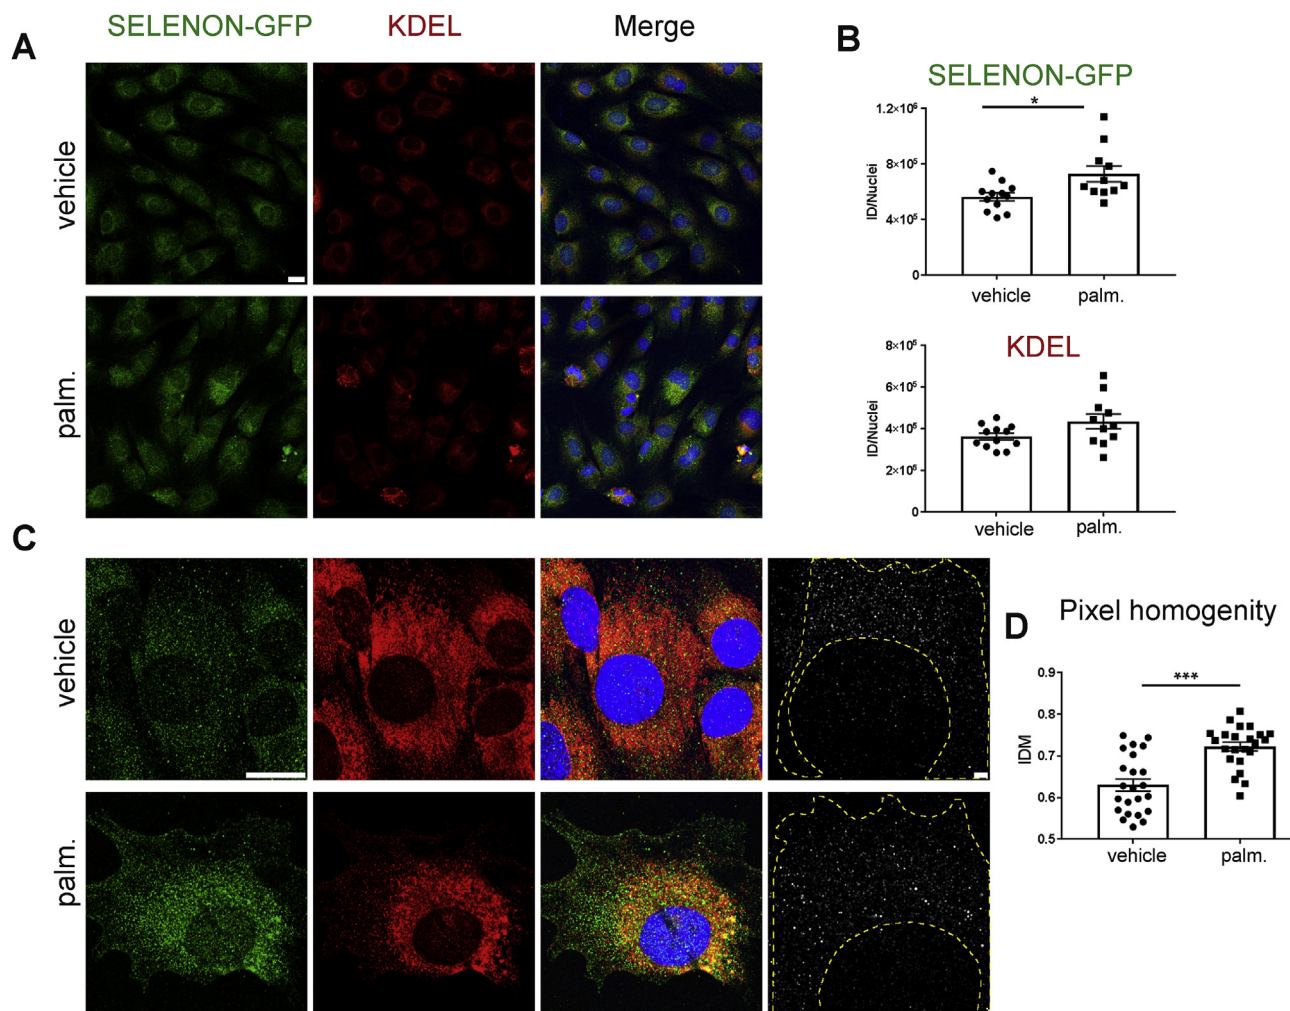 SELENON-GFP KDEL Merge
A
vehicle
palm.
B
SELENON-GFP
*
1.2×10⁶
8×10⁵
4×10⁵
0
ID/Nuclei
vehicle palm.
KDEL
8×10⁵
6×10⁵
4×10⁵
2×10⁵
0
ID/Nuclei
vehicle palm.
C
vehicle
palm.
D
Pixel homogenity
***
0.9
0.8
0.7
0.6
0.5
IDM
vehicle palm.